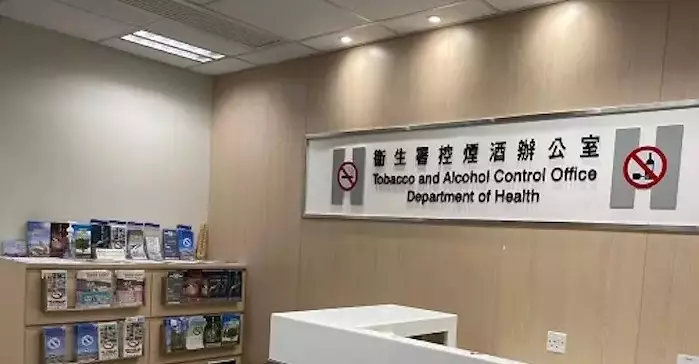 衞生署控煙酒辦公室
Tobacco and Alcohol Control Office
Department of Health